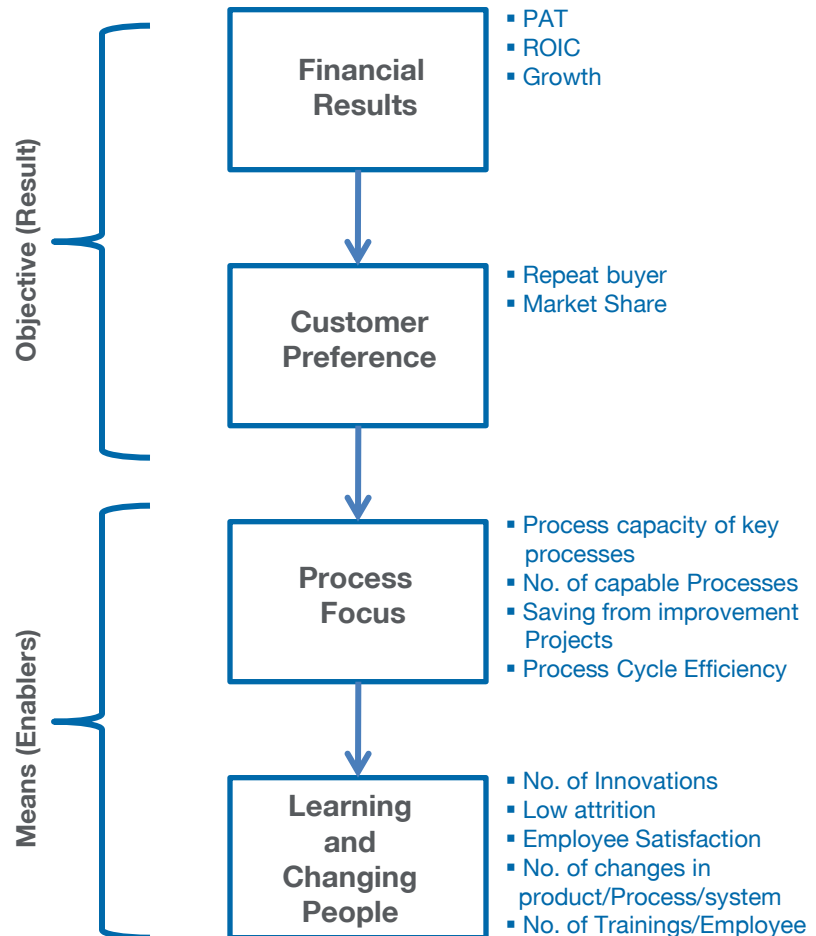 Objective (Result)
Financial
Results
▪ PAT
▪ ROIC
▪ Growth
Customer
Preference
▪ Repeat buyer
▪ Market Share
Means (Enablers)
Process
Focus
▪ Process capacity of key
processes
▪ No. of capable Processes
▪ Saving from improvement
Projects
▪ Process Cycle Efficiency
Learning
and
Changing
People
▪ No. of Innovations
▪ Low attrition
▪ Employee Satisfaction
▪ No. of changes in
product/Process/system
▪ No. of Trainings/Employee